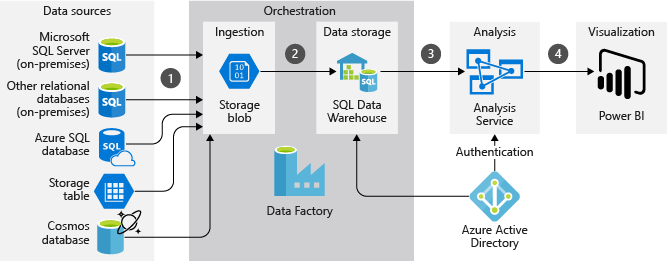 Data sources
Orchestration
Ingestion
Data storage
Analysis
Visualization
Microsoft
SQL Server
(on-premises)
SQL
Other relational
databases
(on-premises)
SQL
Azure SQL
database
SQL
Storage
table
Cosmos
database
1
10
01
Storage
blob
2
SQL
SQL Data
Warehouse
3
Analysis
Service
4
Power BI
Data Factory
Authentication
Azure Active
Directory